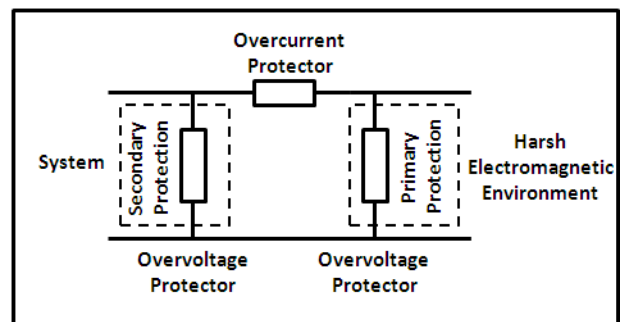 Overcurrent
Protector
System
Secondary
Protection
Primary
Protection
Harsh
Electromagnetic
Environment
Overvoltage
Protector
Overvoltage
Protector